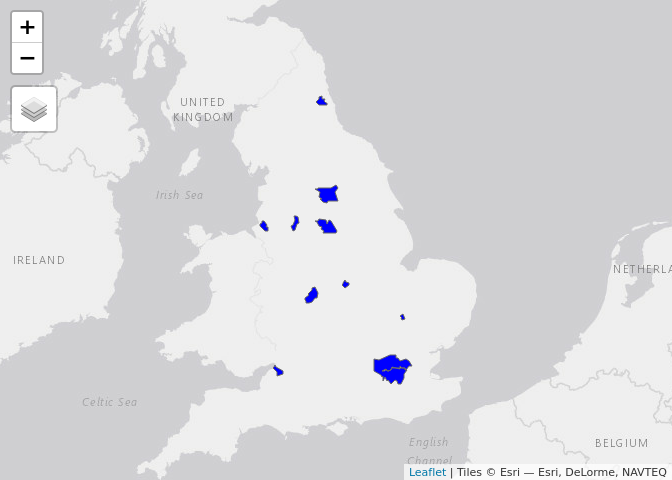 +
−
UNITED
KINGDOM
Irish Sea
IRELAND
NETHERLA
Celtic Sea
English
Channel
BELGIUM
Leaflet | Tiles © Esri — Esri, DeLorme, NAVTEQ